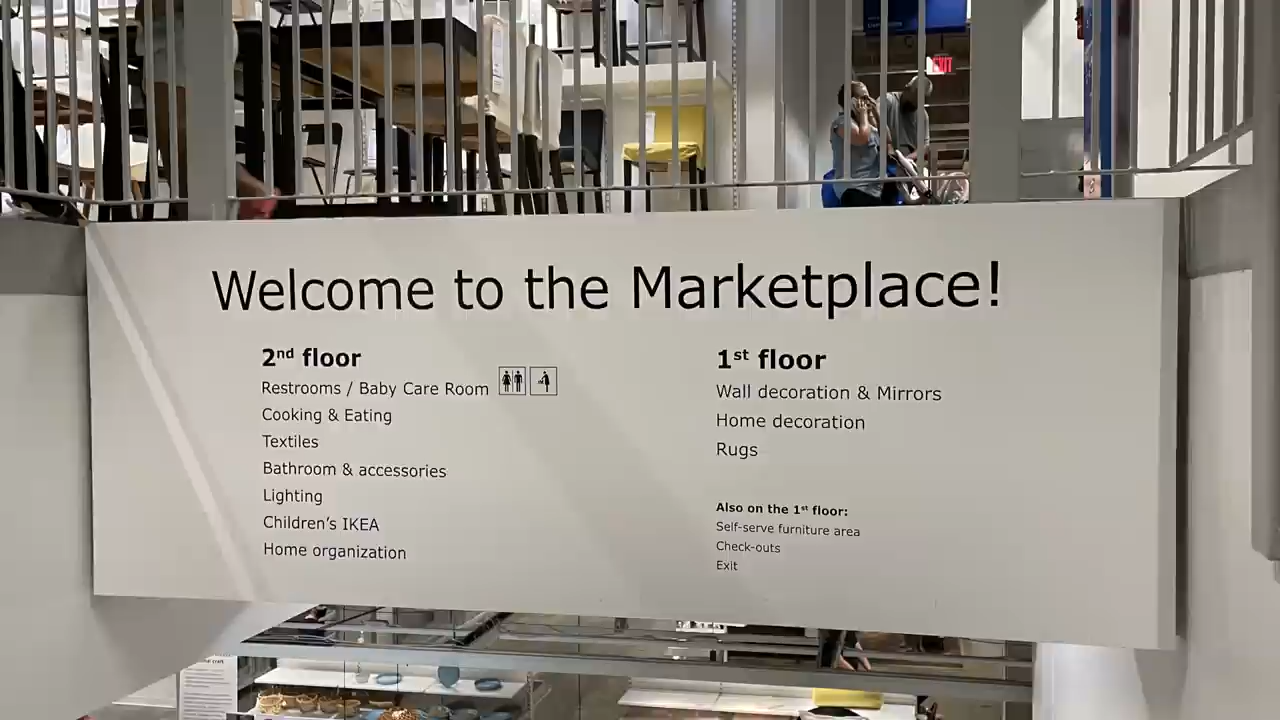 EXIT
Welcome to the Marketplace!
2nd floor
Restrooms / Baby Care Room
Cooking & Eating
Textiles
Bathroom & accessories
Lighting
Children's IKEA
Home organization
1st floor
Wall decoration & Mirrors
Home decoration
Rugs
Also on the 1st floor:
Self-serve furniture area
Check-outs
Exit